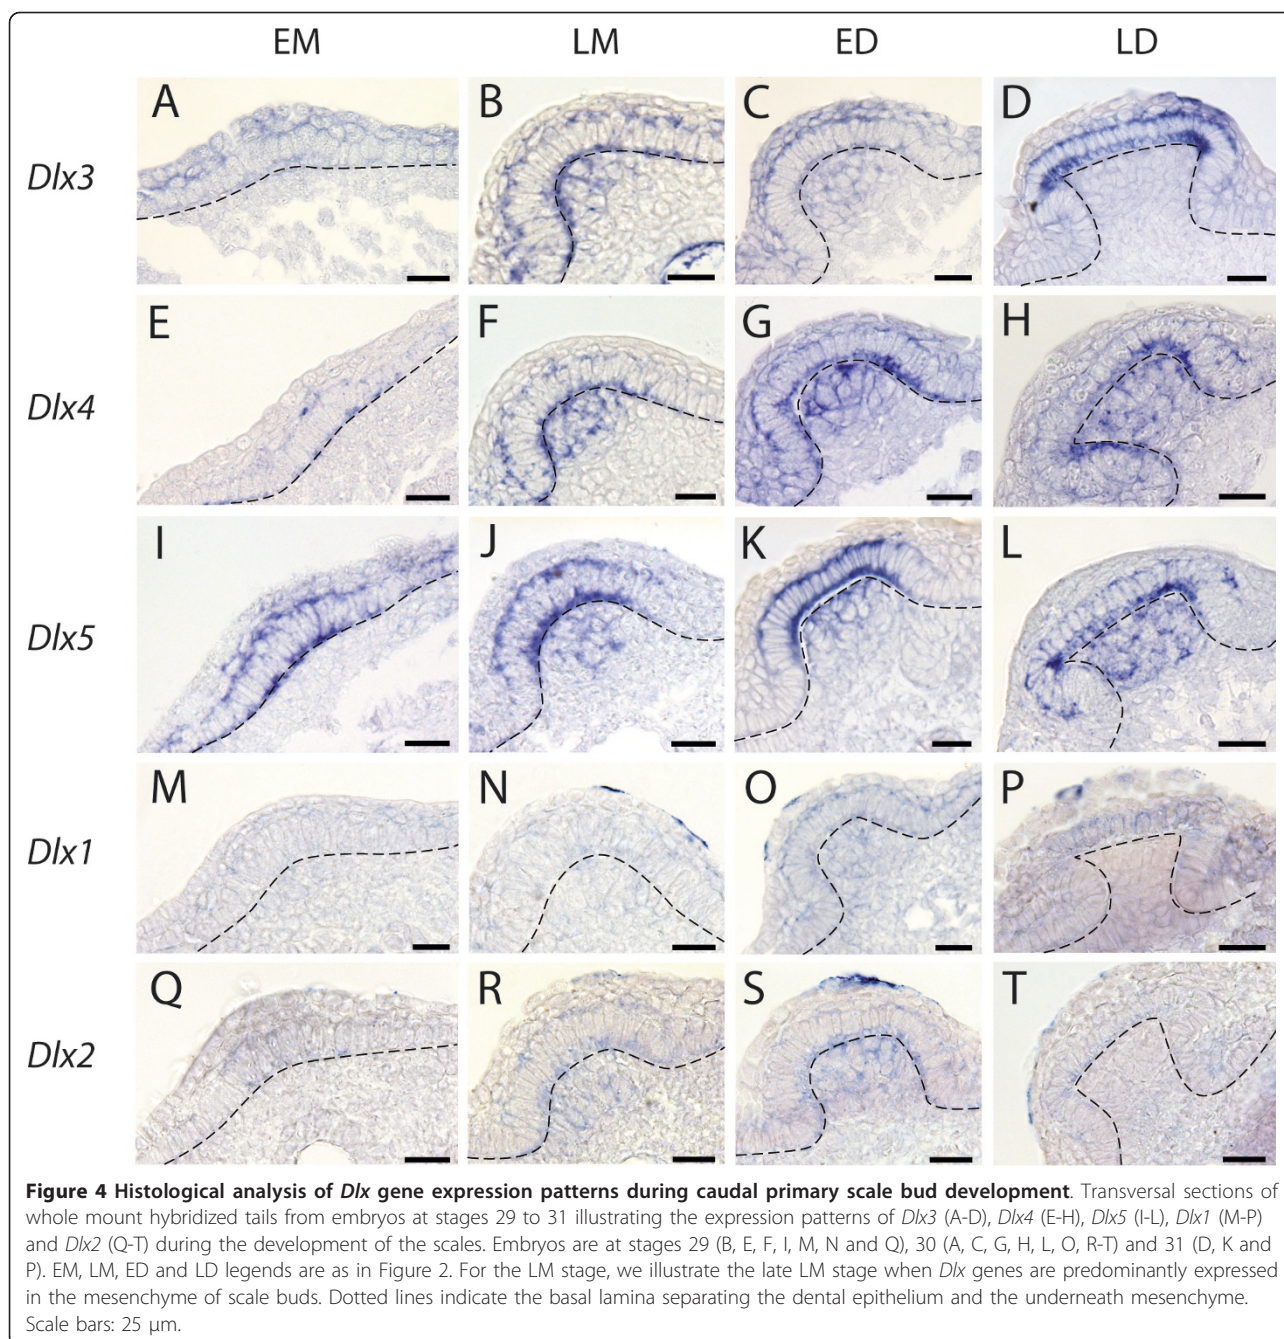 EM LM ED LD
A B C D
Dlx3
E F G H
Dlx4
I J K L
Dlx5
M N O P
Dlx1
Q R S T
Dlx2
Figure 4 Histological analysis of Dlx gene expression patterns during caudal primary scale bud development. Transversal sections of
whole mount hybridized tails from embryos at stages 29 to 31 illustrating the expression patterns of Dlx3 (A-D), Dlx4 (E-H), Dlx5 (I-L), Dlx1 (M-P)
and Dlx2 (Q-T) during the development of the scales. Embryos are at stages 29 (B, E, F, I, M, N and Q), 30 (A, C, G, H, L, O, R-T) and 31 (D, K and
P). EM, LM, ED and LD legends are as in Figure 2. For the LM stage, we illustrate the late LM stage when Dlx genes are predominantly expressed
in the mesenchyme of scale buds. Dotted lines indicate the basal lamina separating the dental epithelium and the underneath mesenchyme.
Scale bars: 25 μm.